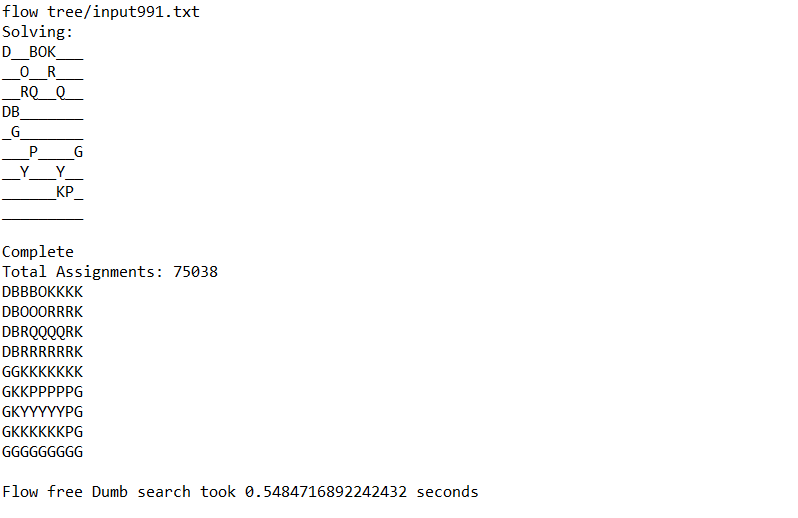 flow tree/input991.txt
Solving:
D__BOK___
__O__R___
__RQ__Q__
DB_______
_G_______
___P____G
__Y___Y__
______KP_
_________
Complete
Total Assignments: 75038
DBBBOKKKK
DBOOORRRK
DBRQQQQRK
DBRRRRRRK
GGKKKKKKK
GKKPPPPPG
GKYYYYYPG
GKKKKKKPG
GGGGGGGGG
Flow free Dumb search took 0.5484716892242432 seconds